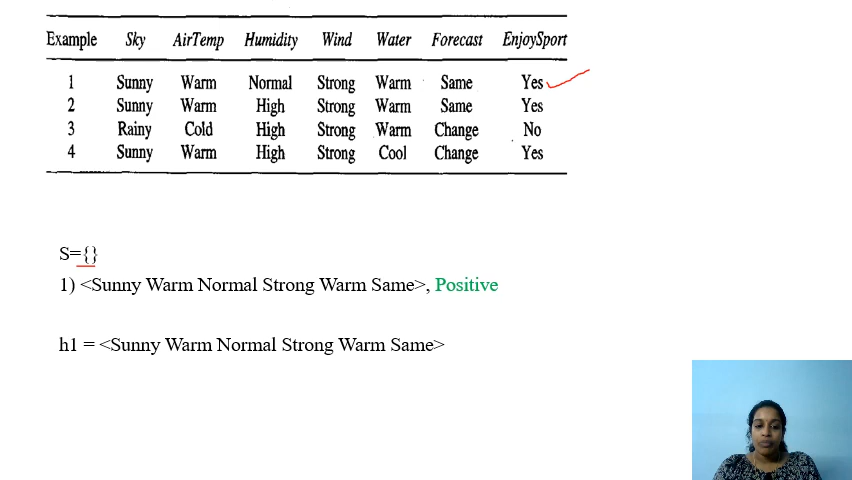 Example Sky AirTemp Humidity Wind Water Forecast EnjoySport
1 Sunny Warm Normal Strong Warm Same Yes
2 Sunny Warm High Strong Warm Same Yes
3 Rainy Cold High Strong Warm Change No
4 Sunny Warm High Strong Cool Change Yes
S={}
1) <Sunny Warm Normal Strong Warm Same>, Positive
h1 = <Sunny Warm Normal Strong Warm Same>